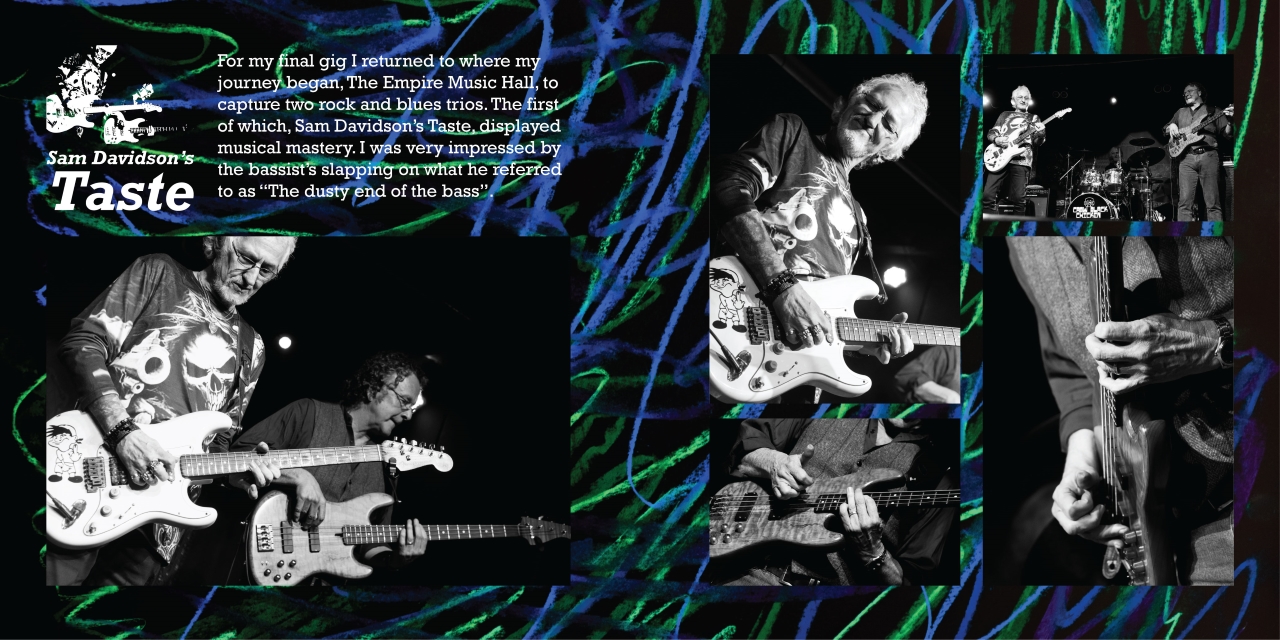 Sam Davidson's
Taste
For my final gig I returned to where my
journey began, The Empire Music Hall, to
capture two rock and blues trios. The first
of which, Sam Davidson's Taste, displayed
musical mastery. I was very impressed by
the bassist's slapping on what he referred
to as “The dusty end of the bass”.
CHICKEN